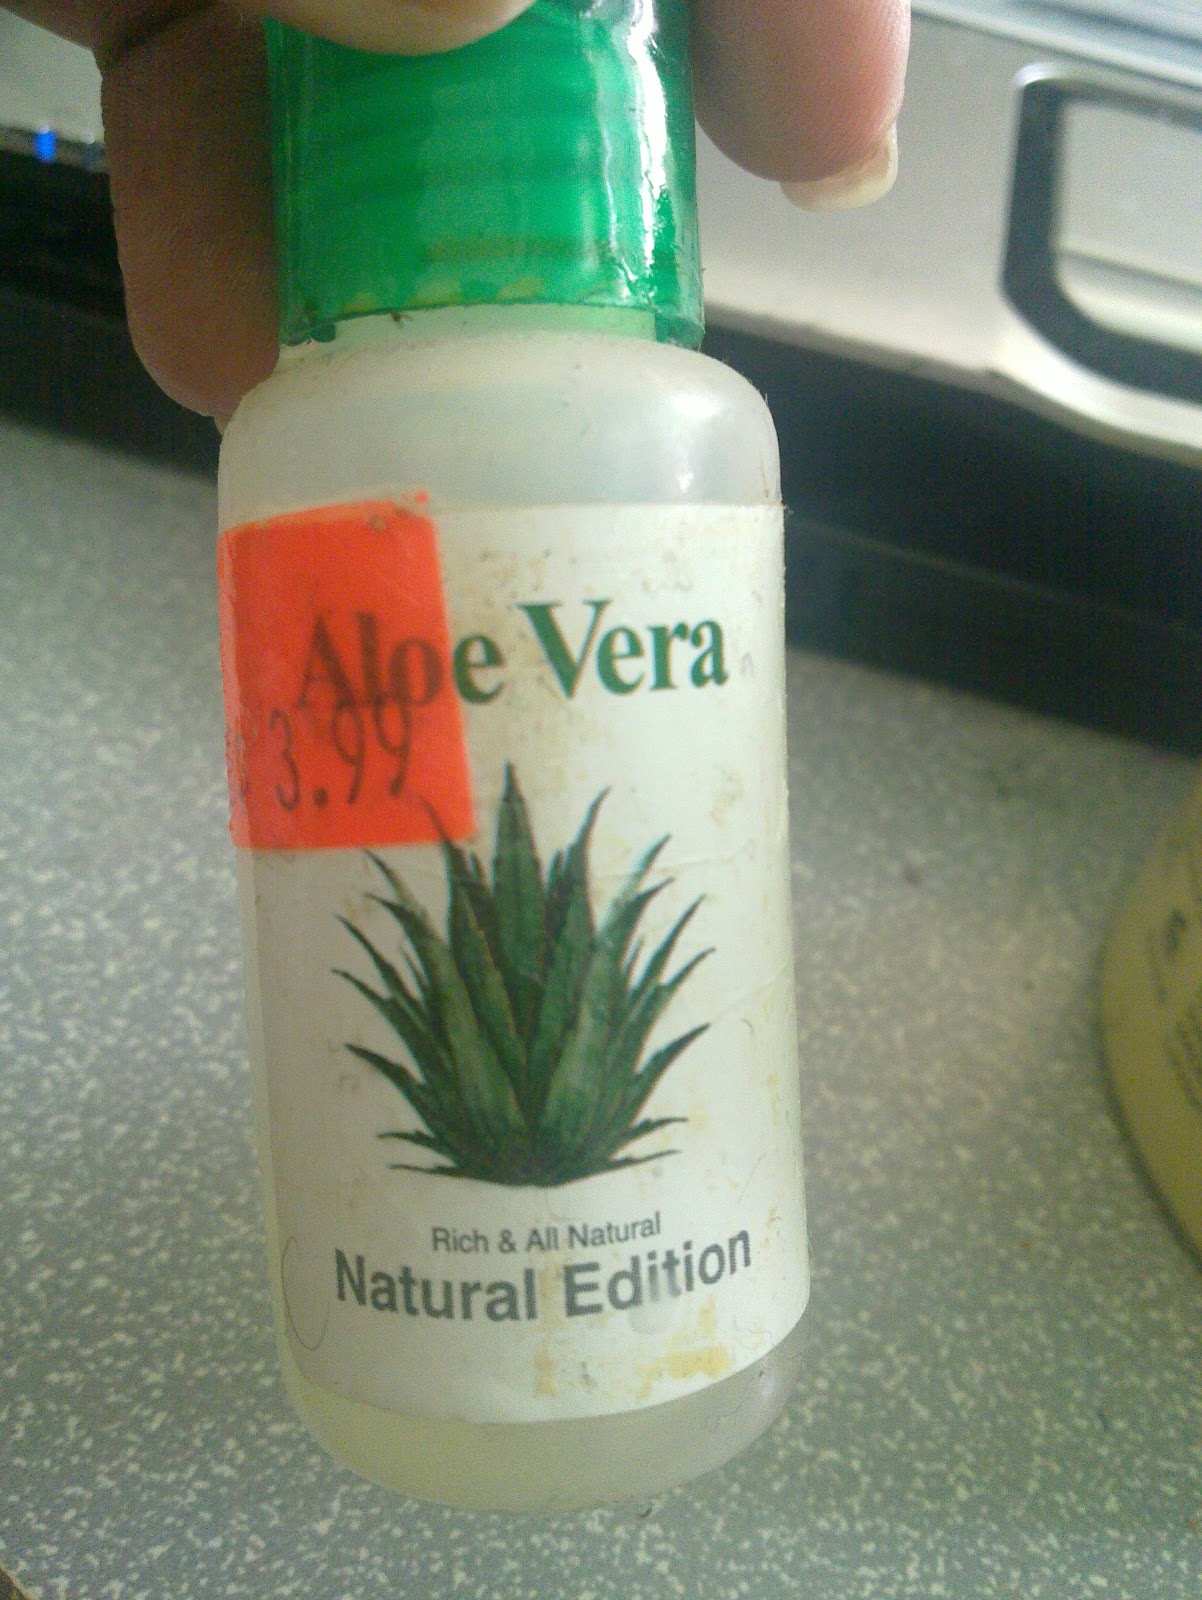 Aloe Vera
3.99
Rich & All Natural
Natural Edition